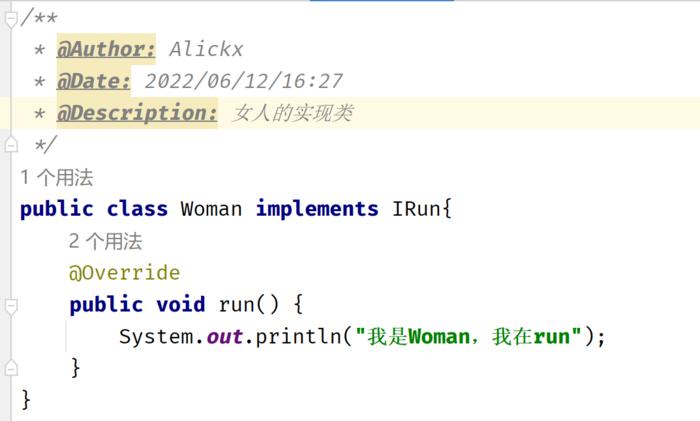 /**
 * @Author: Alickx
 * @Date: 2022/06/12/16:27
 * @Description: 女人的实现类
 */
1 个用法
public class Woman implements IRun{
    2 个用法
    @Override
    public void run() {
        System.out.println("我是Woman，我在run");
    }
}